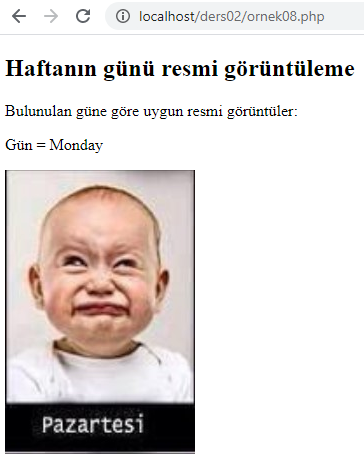 localhost/ders02/ornek08.php
Haftanın günü resmi görüntüleme
Bulunulan güne göre uygun resmi görüntüler:
Gün = Monday
Pazartesi